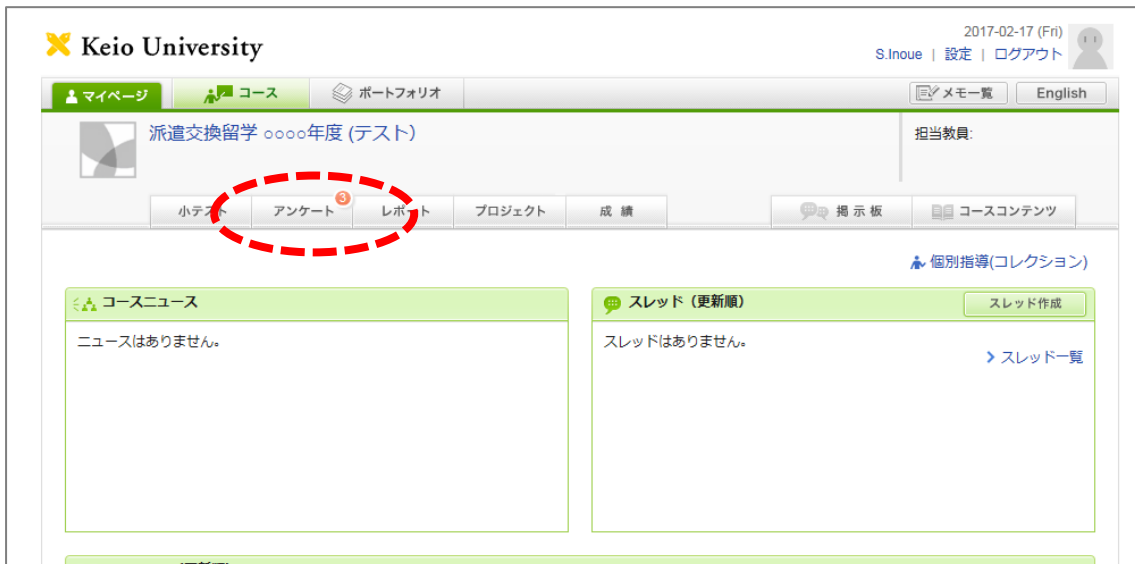 Keio University
2017-02-17 (Fri)
S.Inoue | 設定 | ログアウト
マイページ コース ポートフォリオ メモ一覧 English
派遣交換留学 ○○○○年度 (テスト) 担当教員:
小テスト アンケート 3 レポート プロジェクト 成績 掲示板 コースコンテンツ
個別指導(コレクション)
コースニュース
ニュースはありません。
スレッド (更新順) スレッド作成
スレッドはありません。
スレッド一覧